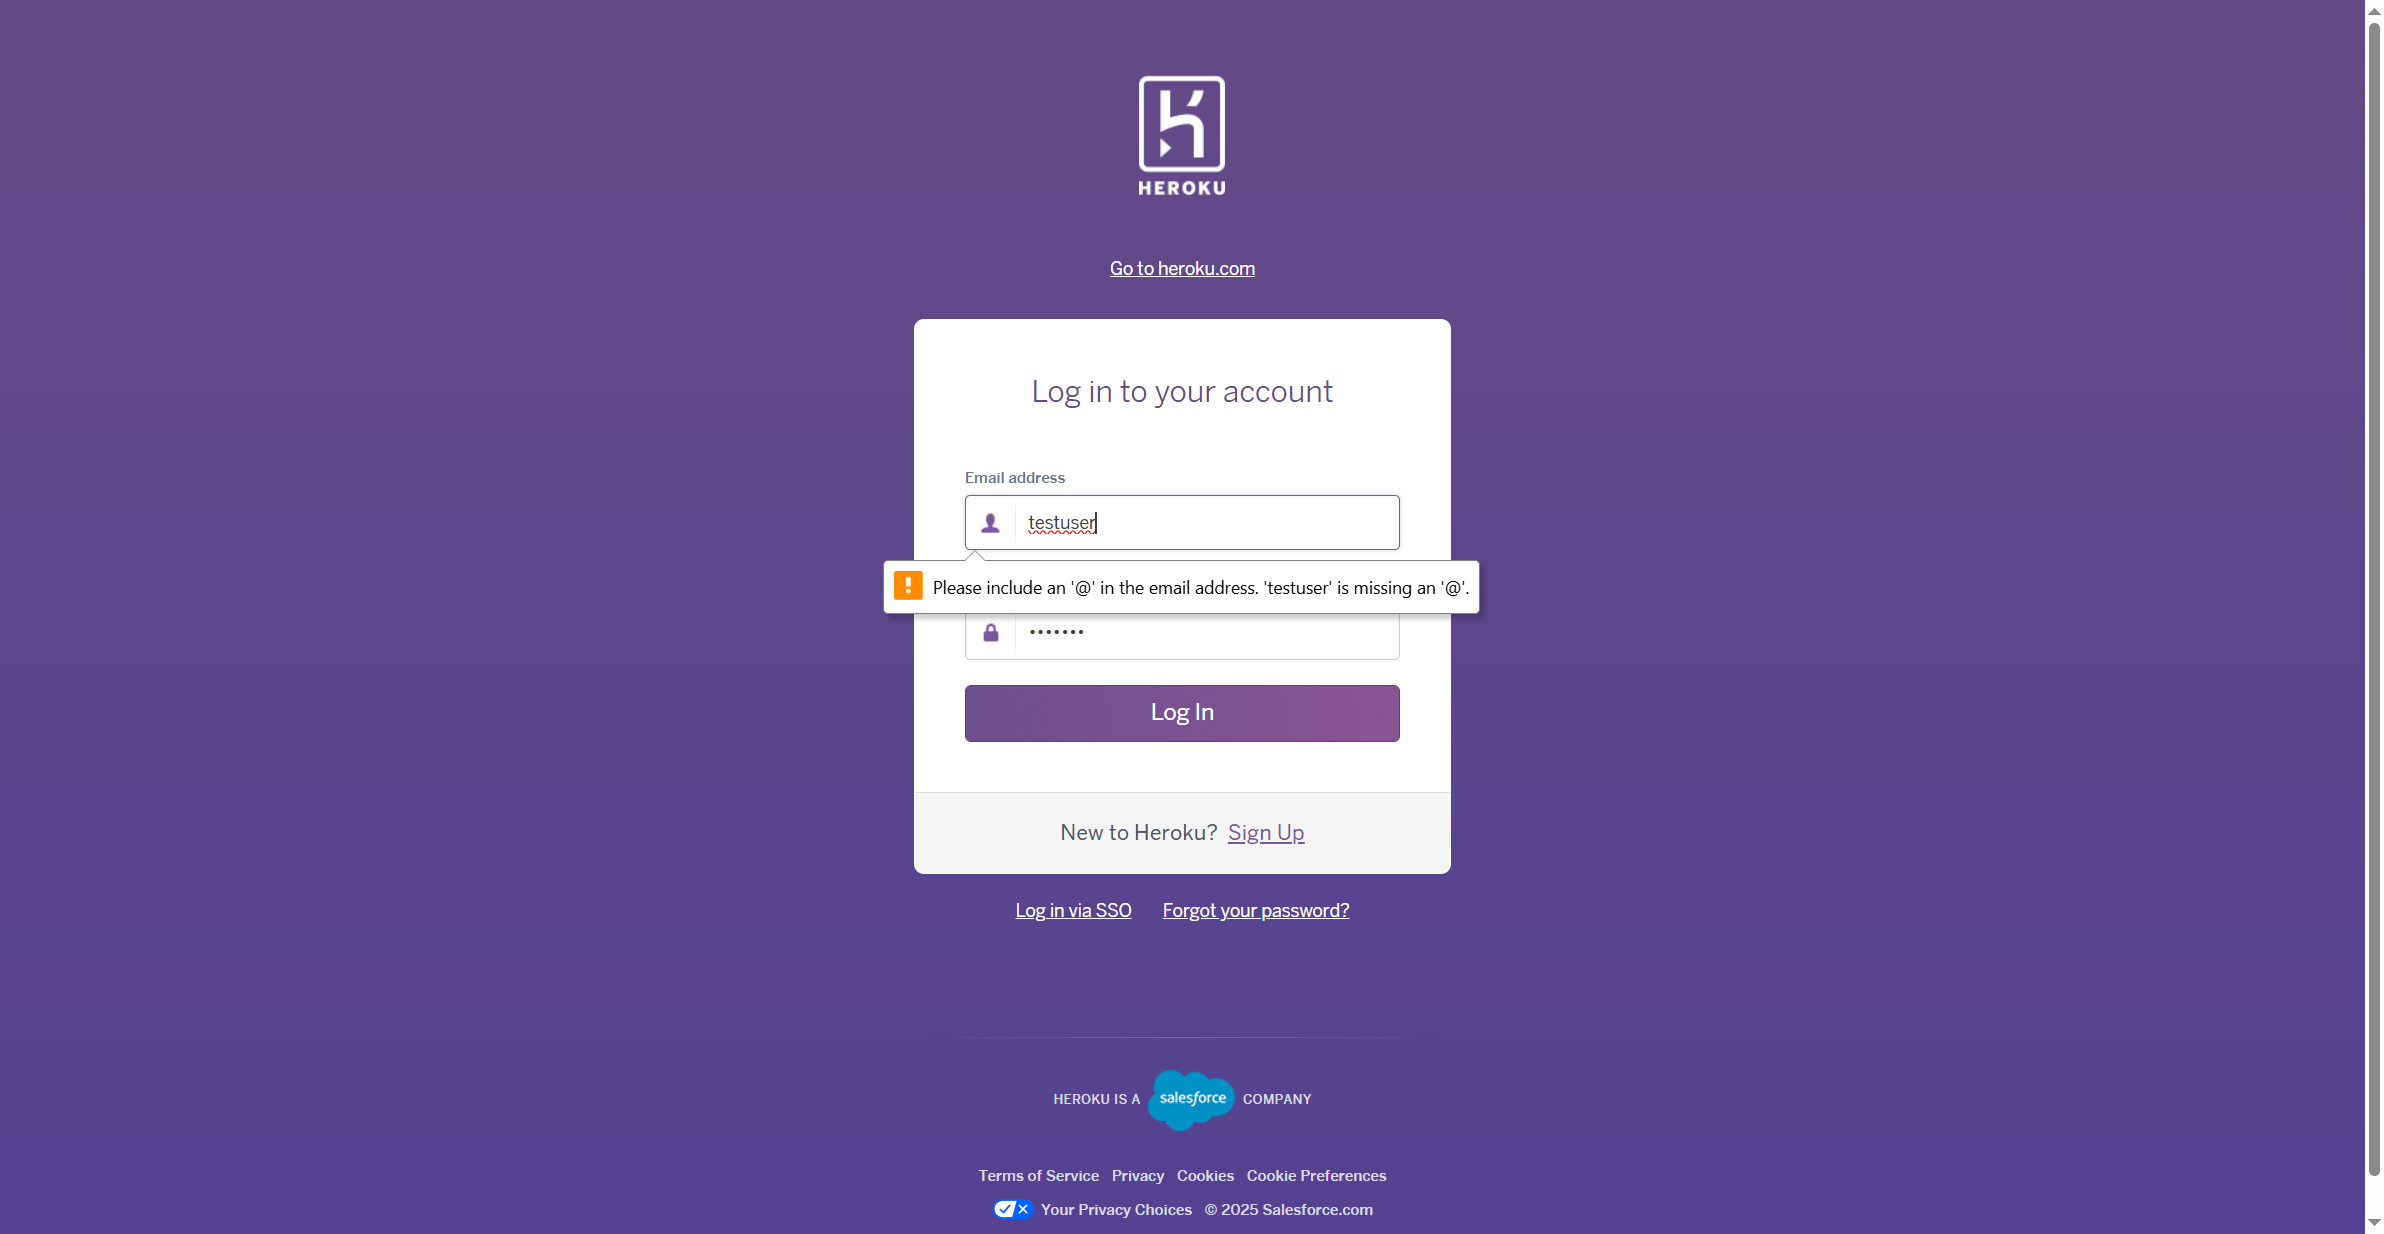 HEROKU
Go to heroku.com
Log in to your account
Email address
testuser
Please include an '@' in the email address. 'testuser' is missing an '@'.
•••••••
Log In
New to Heroku? Sign Up
Log in via SSO Forgot your password?
HEROKU IS A salesforce COMPANY
Terms of Service Privacy Cookies Cookie Preferences
Your Privacy Choices © 2025 Salesforce.com